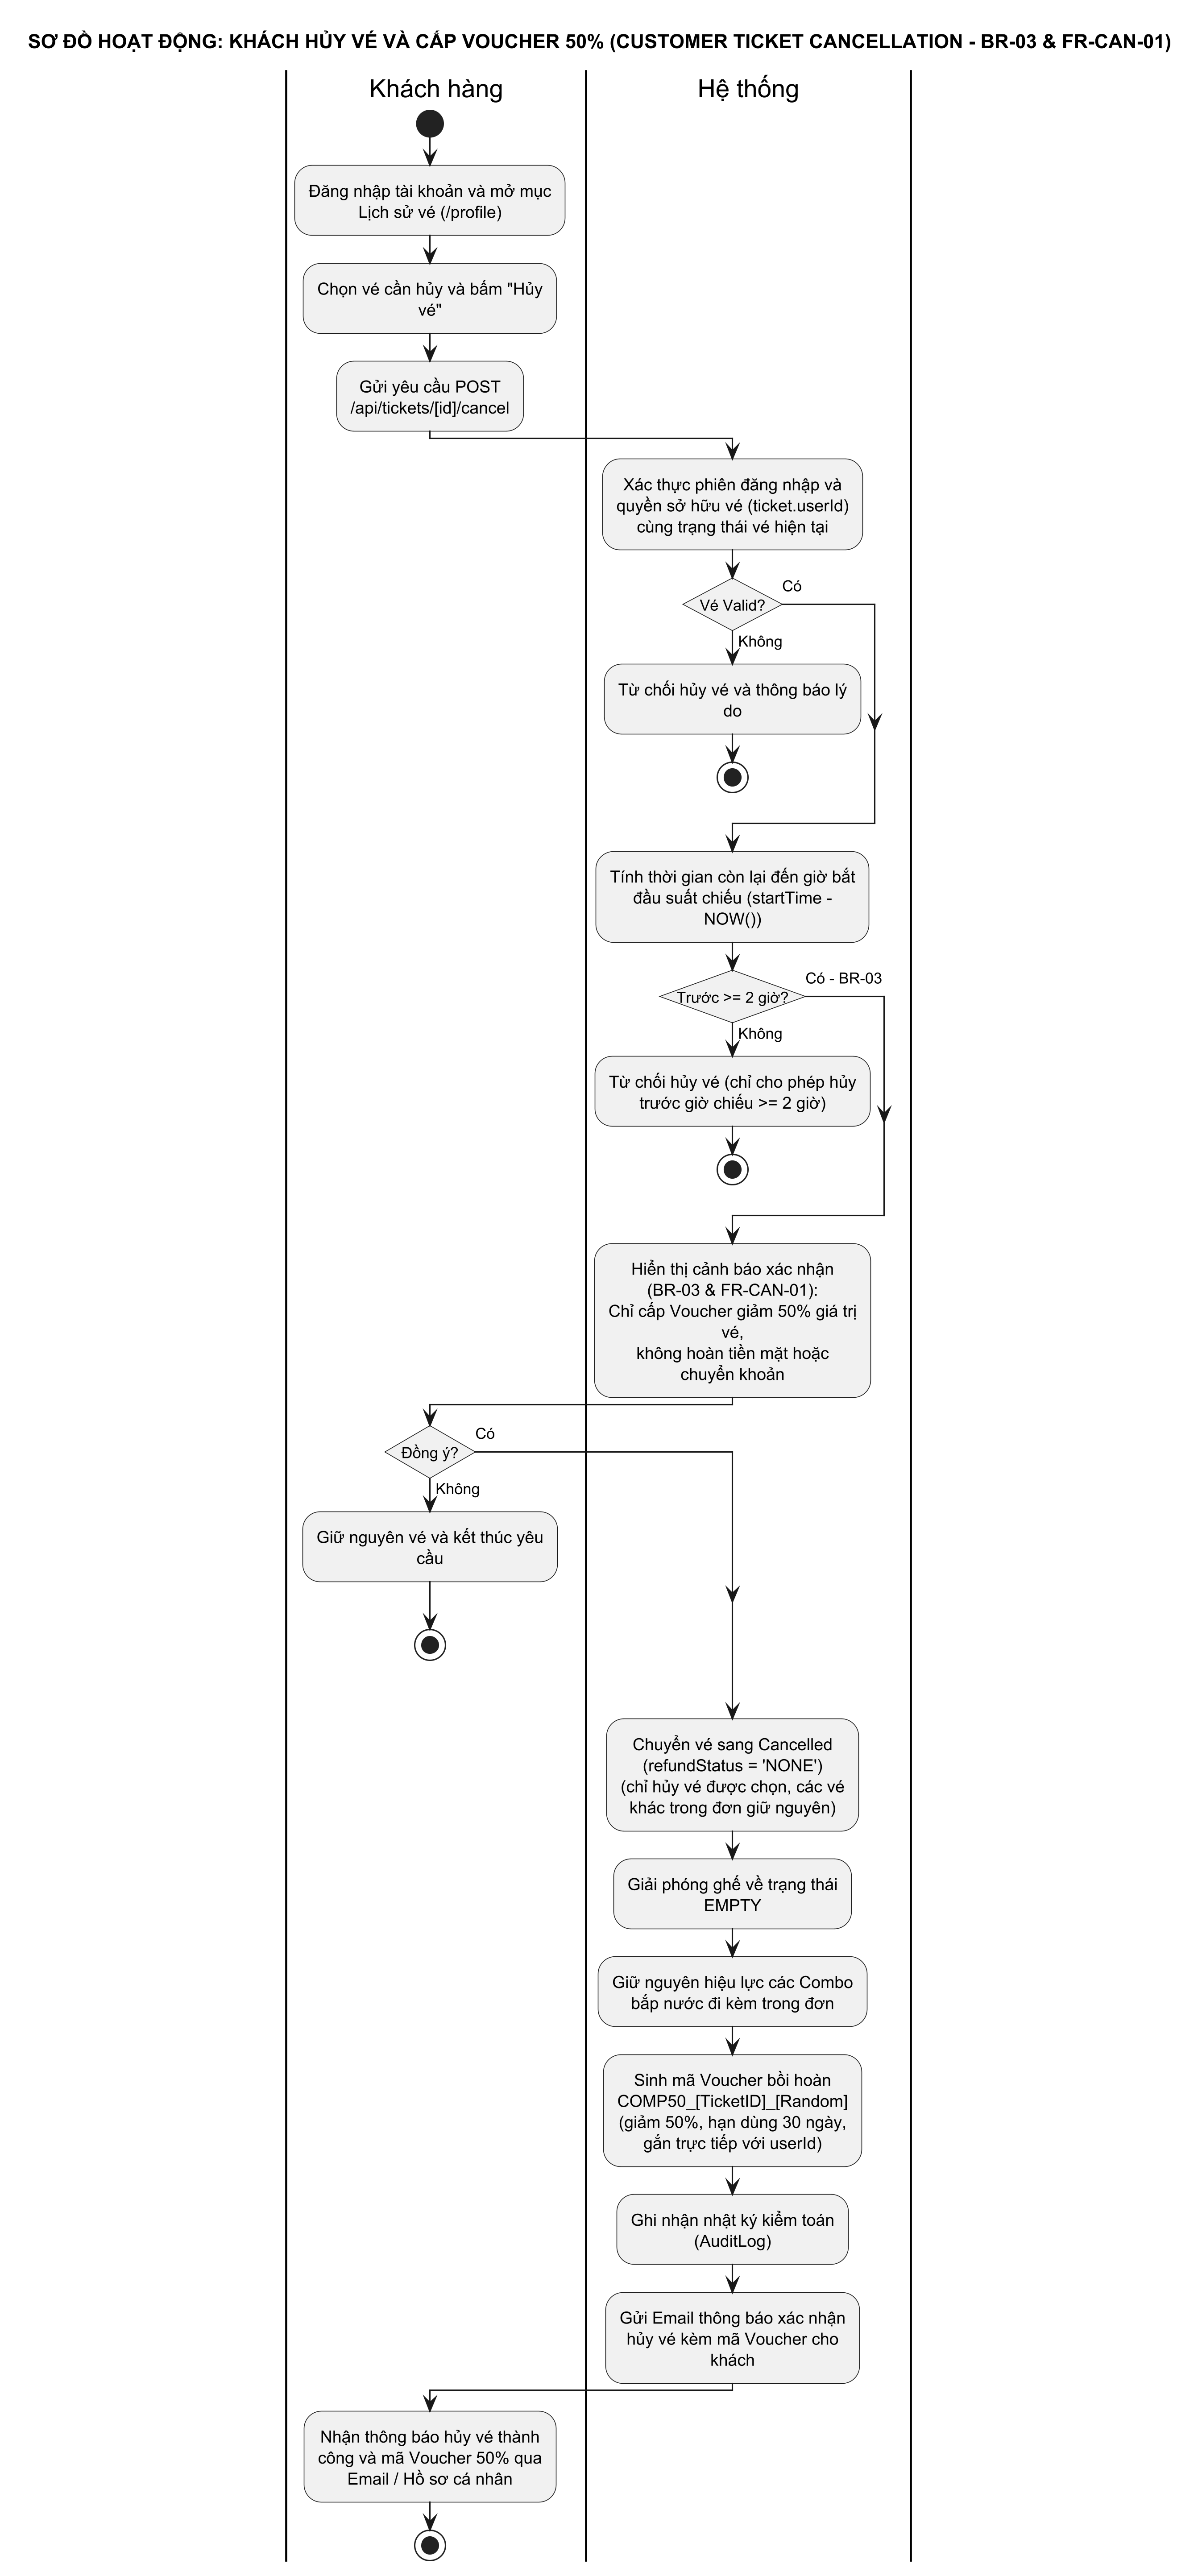 SƠ ĐỒ HOẠT ĐỘNG: KHÁCH HỦY VÉ VÀ CẤP VOUCHER 50% (CUSTOMER TICKET CANCELLATION - BR-03 & FR-CAN-01)
Khách hàng
Hệ thống
Đăng nhập tài khoản và mở mục
Lịch sử vé (/profile)
Chọn vé cần hủy và bấm "Hủy
vé"
Gửi yêu cầu POST
/api/tickets/[id]/cancel
Xác thực phiên đăng nhập và
quyền sở hữu vé (ticket.userId)
cùng trạng thái vé hiện tại
Vé Valid?
Có
Không
Từ chối hủy vé và thông báo lý
do
Tính thời gian còn lại đến giờ bắt
đầu suất chiếu (startTime -
NOW())
Trước >= 2 giờ?
Có - BR-03
Không
Từ chối hủy vé (chỉ cho phép hủy
trước giờ chiếu >= 2 giờ)
Hiển thị cảnh báo xác nhận
(BR-03 & FR-CAN-01):
Chỉ cấp Voucher giảm 50% giá trị
vé,
không hoàn tiền mặt hoặc
chuyển khoản
Đồng ý?
Có
Không
Giữ nguyên vé và kết thúc yêu
cầu
Chuyển vé sang Cancelled
(refundStatus = 'NONE')
(chỉ hủy vé được chọn, các vé
khác trong đơn giữ nguyên)
Giải phóng ghế về trạng thái
EMPTY
Giữ nguyên hiệu lực các Combo
bắp nước đi kèm trong đơn
Sinh mã Voucher bồi hoàn
COMP50_[TicketID]_[Random]
(giảm 50%, hạn dùng 30 ngày,
gắn trực tiếp với userId)
Ghi nhận nhật ký kiểm toán
(AuditLog)
Gửi Email thông báo xác nhận
hủy vé kèm mã Voucher cho
khách
Nhận thông báo hủy vé thành
công và mã Voucher 50% qua
Email / Hồ sơ cá nhân